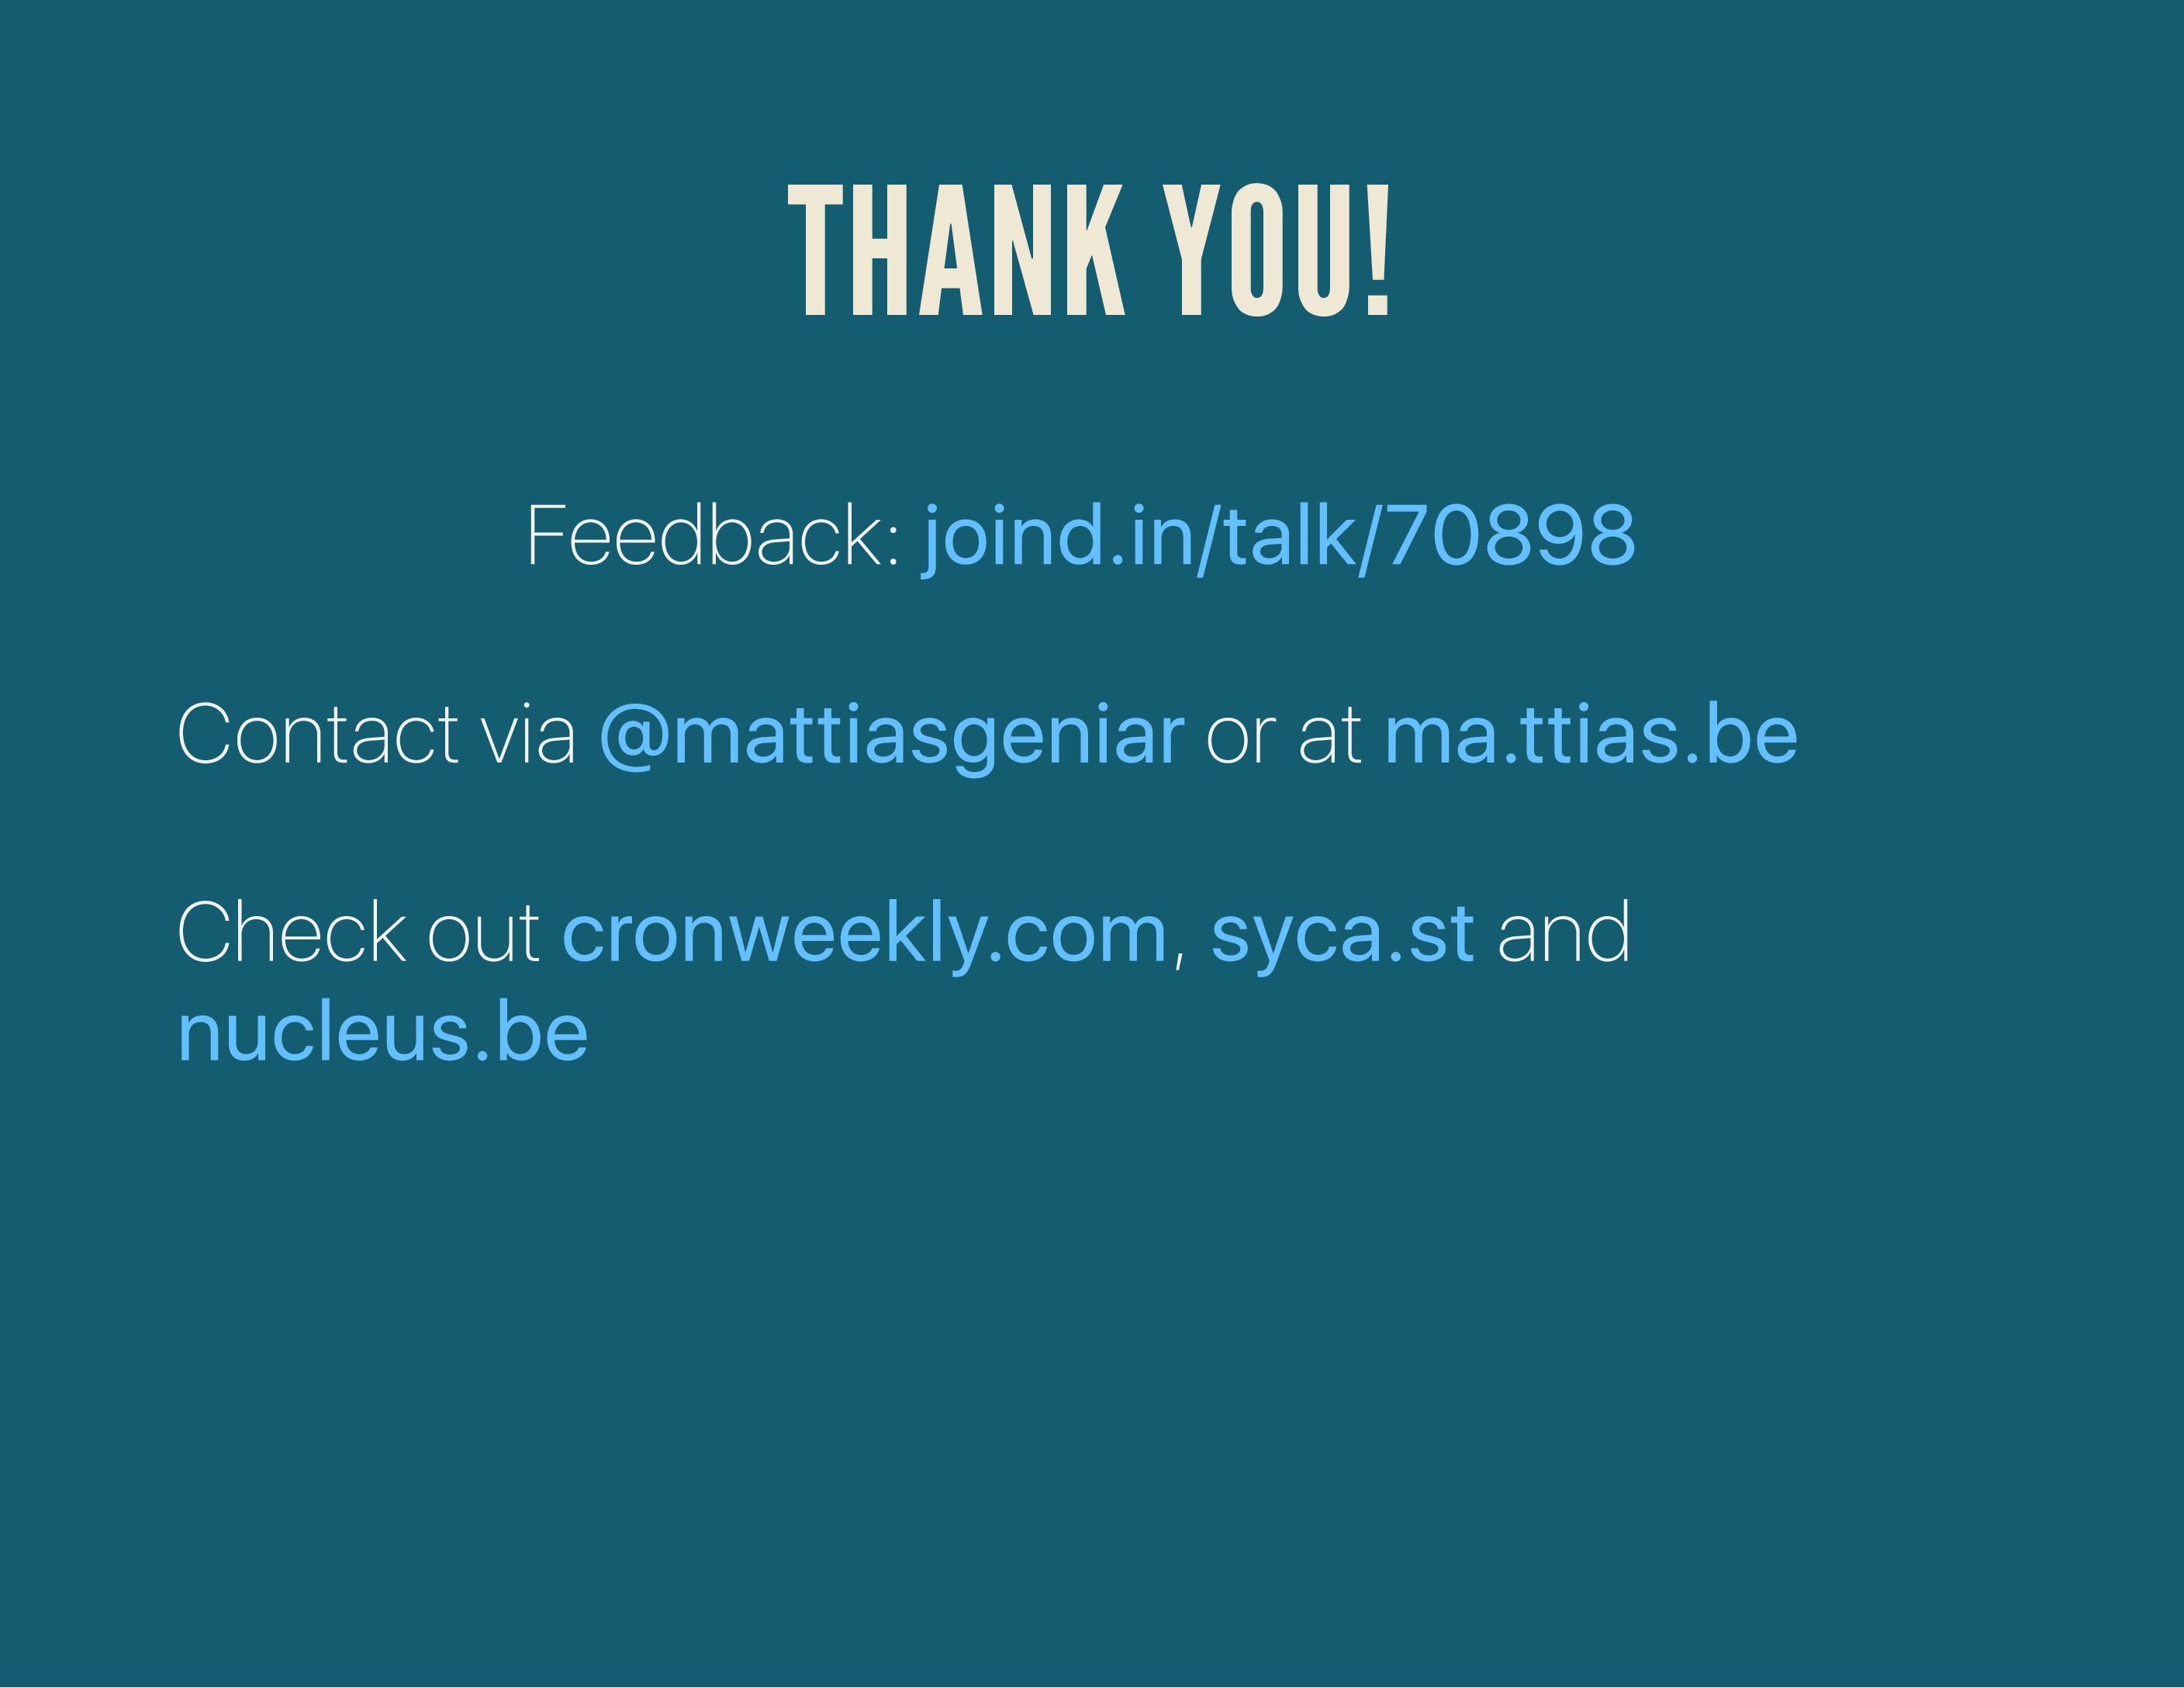 THANK YOU!
Feedback: joind.in/talk/70898
Contact via @mattiasgeniar or at ma.ttias.be
Check out cronweekly.com, syca.st and
nucleus.be